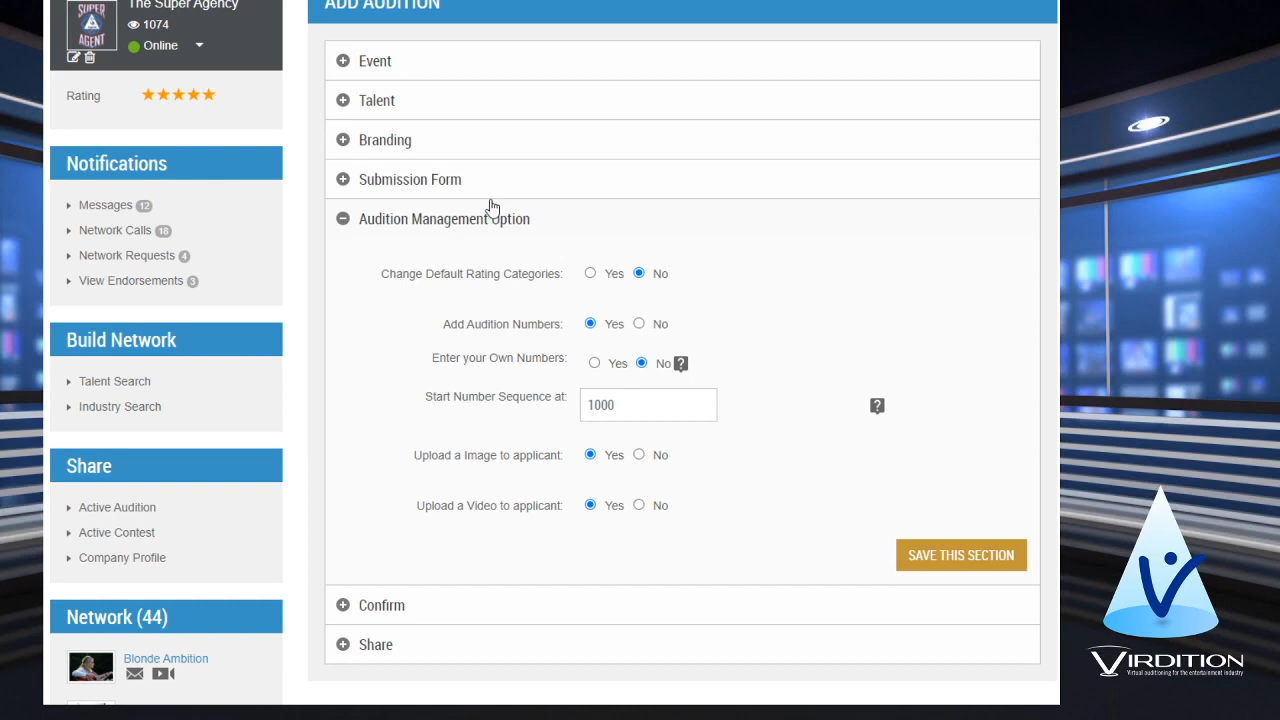 The Super Agency
1074
Online
SUPER
AGENT
Rating
Notifications
Messages 12
Network Calls 18
Network Requests 4
View Endorsements 3
Build Network
Talent Search
Industry Search
Share
Active Audition
Active Contest
Company Profile
Network (44)
Blonde Ambition
ADD AUDITION
Event
Talent
Branding
Submission Form
Audition Management Option
Change Default Rating Categories: Yes No
Add Audition Numbers: Yes No
Enter your Own Numbers: Yes No ?
Start Number Sequence at: 1000 ?
Upload a Image to applicant: Yes No
Upload a Video to applicant: Yes No
SAVE THIS SECTION
Confirm
Share
VIRDITION
Virtual auditioning for the entertainment industry